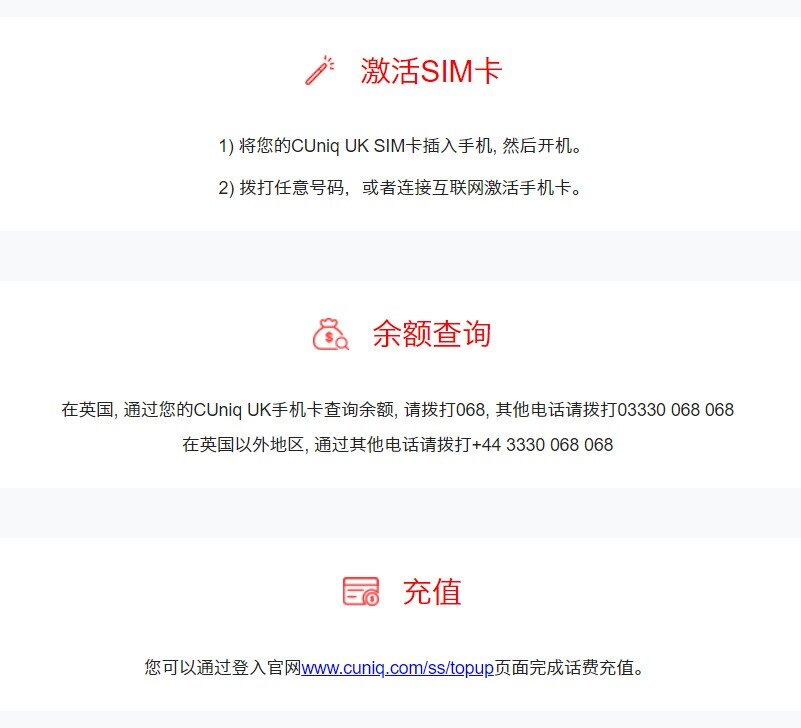 激活SIM卡
1) 将您的CUniq UK SIM卡插入手机, 然后开机。
2) 拨打任意号码，或者连接互联网激活手机卡。
余额查询
在英国, 通过您的CUniq UK手机卡查询余额, 请拨打068, 其他电话请拨打03330 068 068
在英国以外地区, 通过其他电话请拨打+44 3330 068 068
充值
您可以通过登入官网www.cuniq.com/ss/topup页面完成话费充值。